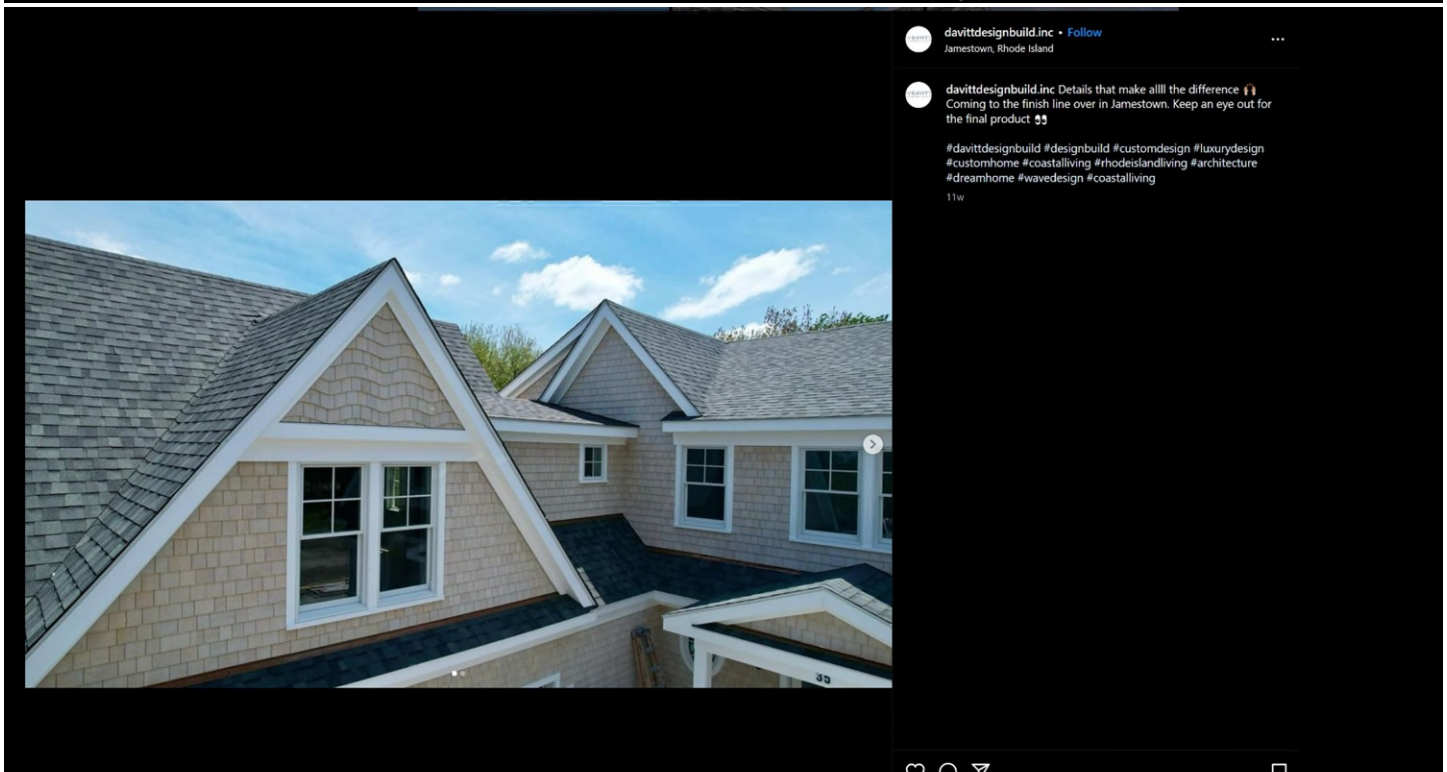 davittdesignbuild.inc • Follow
Jamestown, Rhode Island
davittdesignbuild.inc Details that make allll the difference 🙌🏽
Coming to the finish line over in Jamestown. Keep an eye out for
the final product 👀
#davittdesignbuild #designbuild #customdesign #luxurydesign
#customhome #coastalliving #rhodeislandliving #architecture
#dreamhome #wavedesign #coastalliving
11w
35